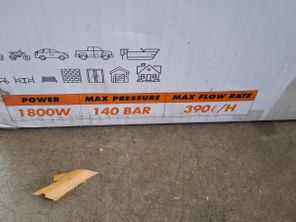 POWER MAX PRESSURE MAX FLOW RATE
1800W 140 BAR 390ℓ/H